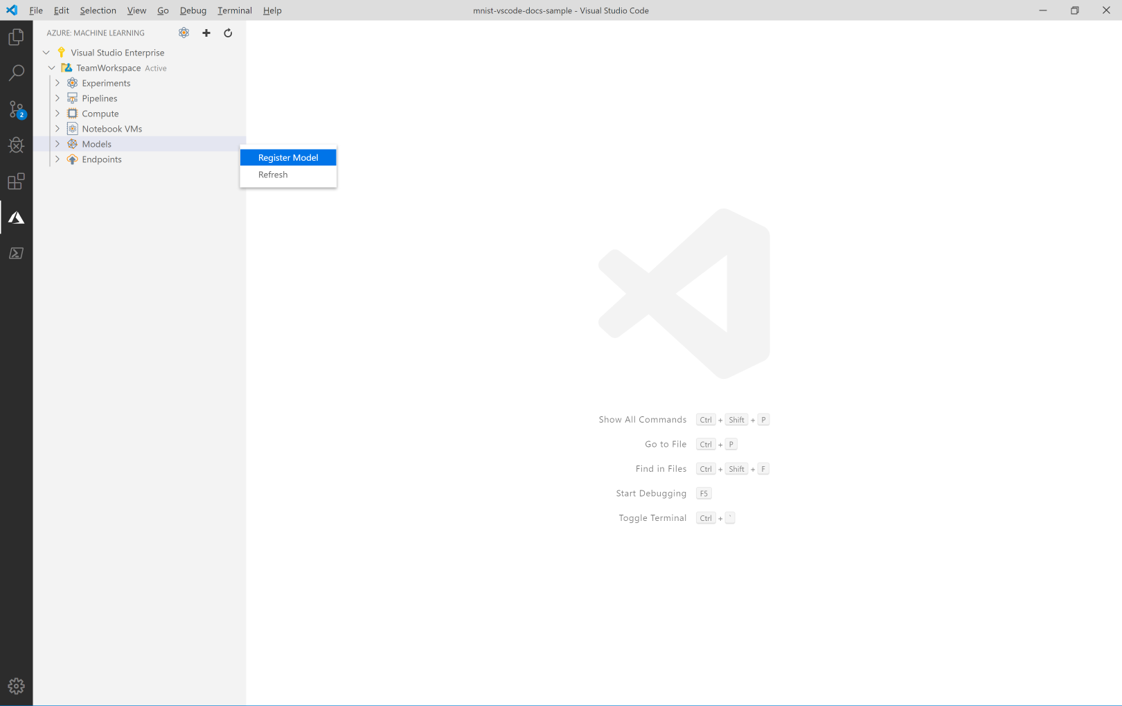 File Edit Selection View Go Debug Terminal Help
mnist-vscode-docs-sample - Visual Studio Code
AZURE: MACHINE LEARNING
Visual Studio Enterprise
TeamWorkspace Active
Experiments
Pipelines
Compute
Notebook VMs
Models
Endpoints
Register Model
Refresh
2
Show All Commands Ctrl + Shift + P
Go to File Ctrl + P
Find in Files Ctrl + Shift + F
Start Debugging F5
Toggle Terminal Ctrl + `